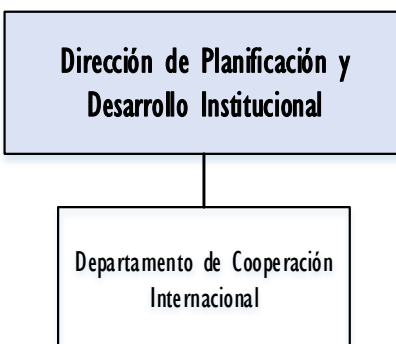 Dirección de Planificación y
Desarrollo Institucional
Departamento de Cooperación
Internacional